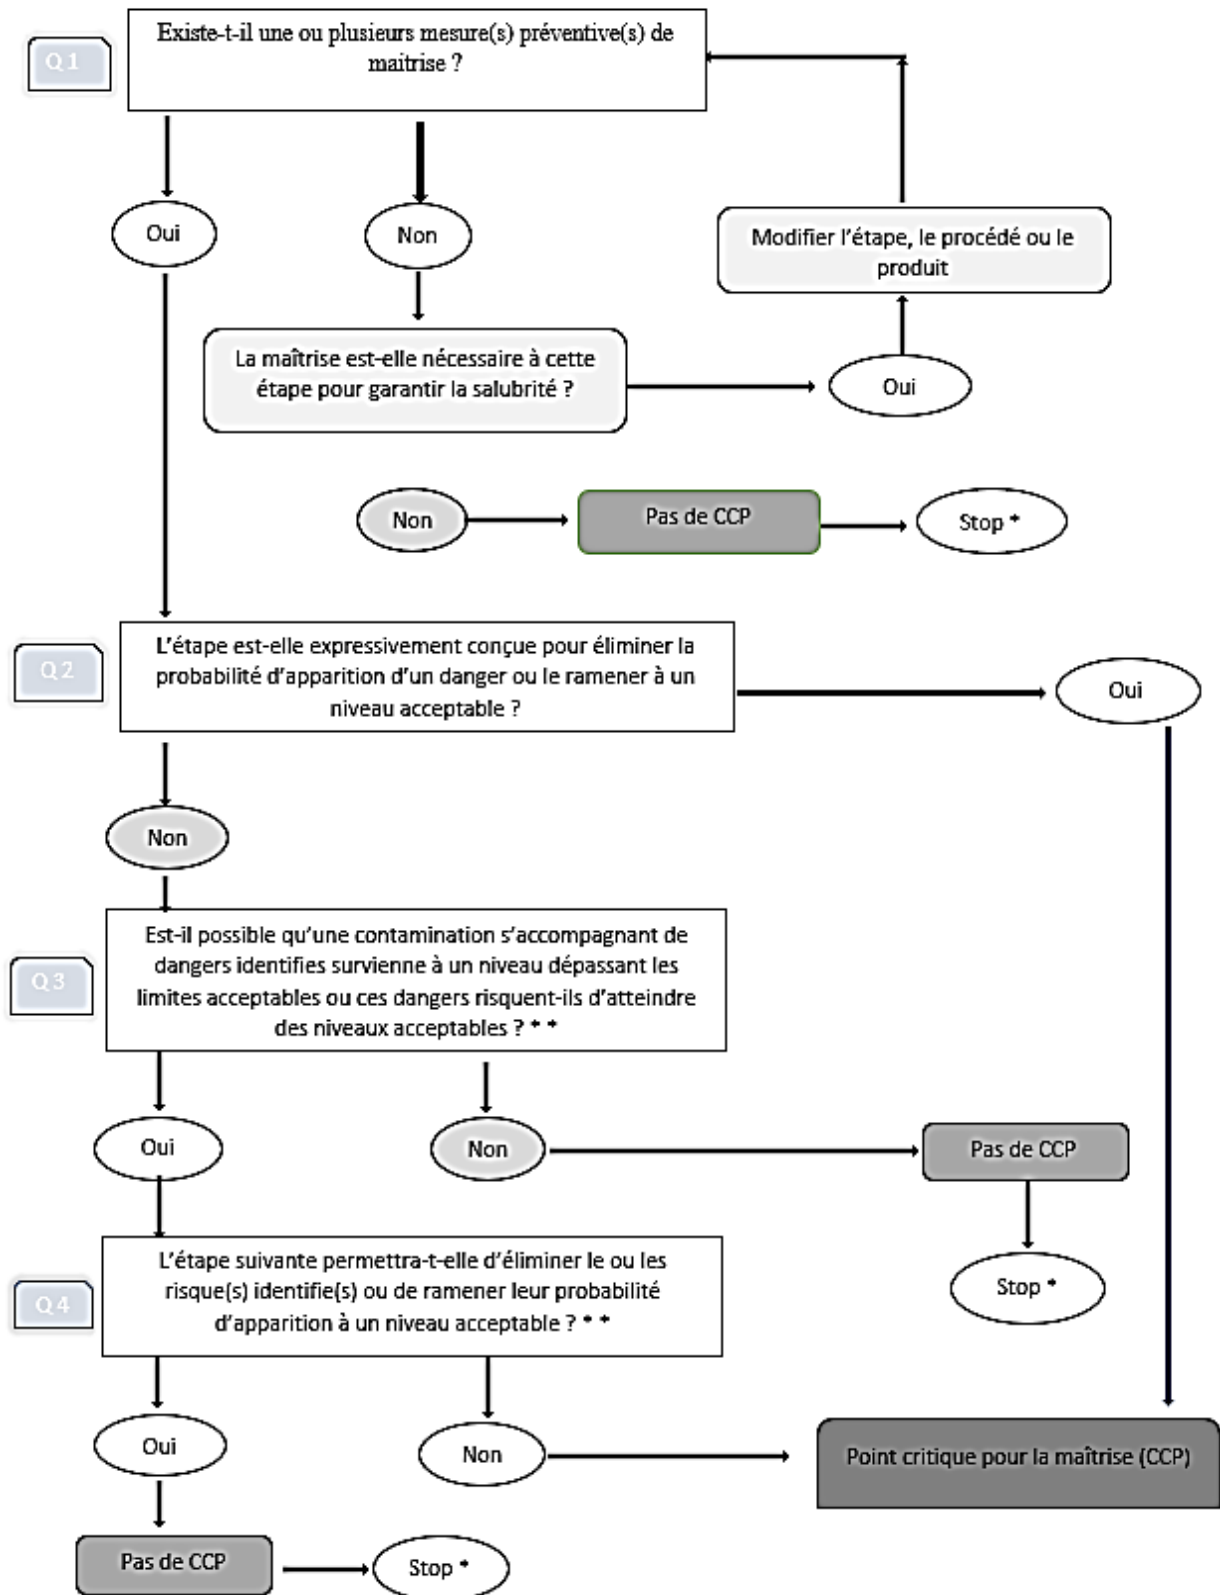 Q 1
Existe-t-il une ou plusieurs mesure(s) préventive(s) de
maitrise ?
Oui
Non
Modifier l'étape, le procédé ou le
produit
La maîtrise est-elle nécessaire à cette
étape pour garantir la salubrité ?
Oui
Non
Pas de CCP
Stop *
Q 2
L'étape est-elle expressivement conçue pour éliminer la
probabilité d'apparition d'un danger ou le ramener à un
niveau acceptable ?
Oui
Non
Q 3
Est-il possible qu'une contamination s'accompagnant de
dangers identifies survienne à un niveau dépassant les
limites acceptables ou ces dangers risquent-ils d'atteindre
des niveaux acceptables ? * *
Oui
Non
Pas de CCP
Stop *
Q 4
L'étape suivante permettra-t-elle d'éliminer le ou les
risque(s) identifie(s) ou de ramener leur probabilité
d'apparition à un niveau acceptable ? * *
Oui
Non
Point critique pour la maîtrise (CCP)
Pas de CCP
Stop *